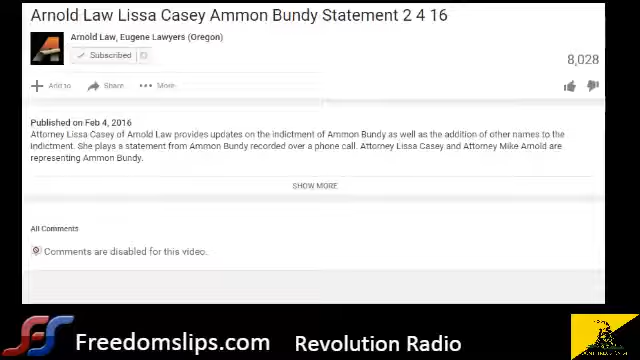 Arnold Law Lissa Casey Ammon Bundy Statement 2 4 16
Arnold Law, Eugene Lawyers (Oregon)
Subscribed
8,028
Add to
Share
More
Published on Feb 4, 2016
Attorney Lissa Casey of Arnold Law provides updates on the indictment of Ammon Bundy as well as the addition of other names to the
indictment. She plays a statement from Ammon Bundy recorded over a phone call. Attorney Lissa Casey and Attorney Mike Arnold are
representing Ammon Bundy.
SHOW MORE
All Comments
Comments are disabled for this video.
Freedomslips.com
Revolution Radio